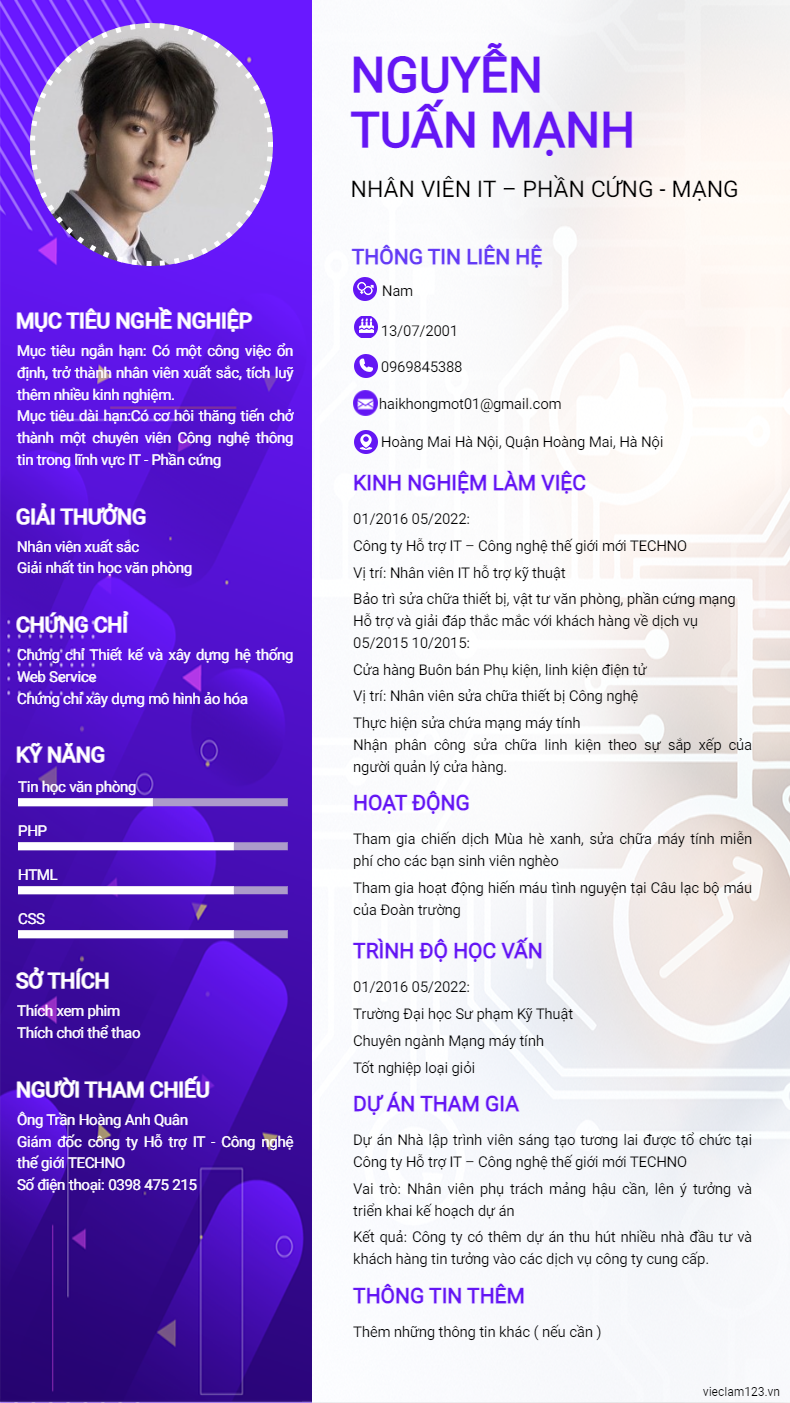 NGUYỄN
TUẤN MẠNH
NHÂN VIÊN IT – PHẦN CỨNG - MẠNG
MỤC TIÊU NGHỀ NGHIỆP
Mục tiêu ngắn hạn: Có một công việc ổn
định, trở thành nhân viên xuất sắc, tích luỹ
thêm nhiều kinh nghiệm.
Mục tiêu dài hạn:Có cơ hôi thăng tiến chở
thành một chuyên viên Công nghệ thông
tin trong lĩnh vực IT - Phần cứng
GIẢI THƯỞNG
Nhân viên xuất sắc
Giải nhất tin học văn phòng
CHỨNG CHỈ
Chứng chỉ Thiết kế và xây dựng hệ thống
Web Service
Chứng chỉ xây dựng mô hình ảo hóa
KỸ NĂNG
Tin học văn phòng
PHP
HTML
CSS
SỞ THÍCH
Thích xem phim
Thích chơi thể thao
NGƯỜI THAM CHIẾU
Ông Trần Hoàng Anh Quân
Giám đốc công ty Hỗ trợ IT - Công nghệ
thế giới TECHNO
Số điện thoại: 0398 475 215
THÔNG TIN LIÊN HỆ
Nam
13/07/2001
0969845388
haikhongmot01@gmail.com
Hoàng Mai Hà Nội, Quận Hoàng Mai, Hà Nội
KINH NGHIỆM LÀM VIỆC
01/2016 05/2022:
Công ty Hỗ trợ IT – Công nghệ thế giới mới TECHNO
Vị trí: Nhân viên IT hỗ trợ kỹ thuật
Bảo trì sửa chữa thiết bị, vật tư văn phòng, phần cứng mạng
Hỗ trợ và giải đáp thắc mắc với khách hàng về dịch vụ
05/2015 10/2015:
Cửa hàng Buôn bán Phụ kiện, linh kiện điện tử
Vị trí: Nhân viên sửa chữa thiết bị Công nghệ
Thực hiện sửa chứa mạng máy tính
Nhận phân công sửa chữa linh kiện theo sự sắp xếp của
người quản lý cửa hàng.
HOẠT ĐỘNG
Tham gia chiến dịch Mùa hè xanh, sửa chữa máy tính miễn
phí cho các bạn sinh viên nghèo
Tham gia hoạt động hiến máu tình nguyện tại Câu lạc bộ máu
của Đoàn trường
TRÌNH ĐỘ HỌC VẤN
01/2016 05/2022:
Trường Đại học Sư phạm Kỹ Thuật
Chuyên ngành Mạng máy tính
Tốt nghiệp loại giỏi
DỰ ÁN THAM GIA
Dự án Nhà lập trình viên sáng tạo tương lai được tổ chức tại
Công ty Hỗ trợ IT – Công nghệ thế giới mới TECHNO
Vai trò: Nhân viên phụ trách mảng hậu cần, lên ý tưởng và
triển khai kế hoạch dự án
Kết quả: Công ty có thêm dự án thu hút nhiều nhà đầu tư và
khách hàng tin tưởng vào các dịch vụ công ty cung cấp.
THÔNG TIN THÊM
Thêm những thông tin khác ( nếu cần )
vieclam123.vn